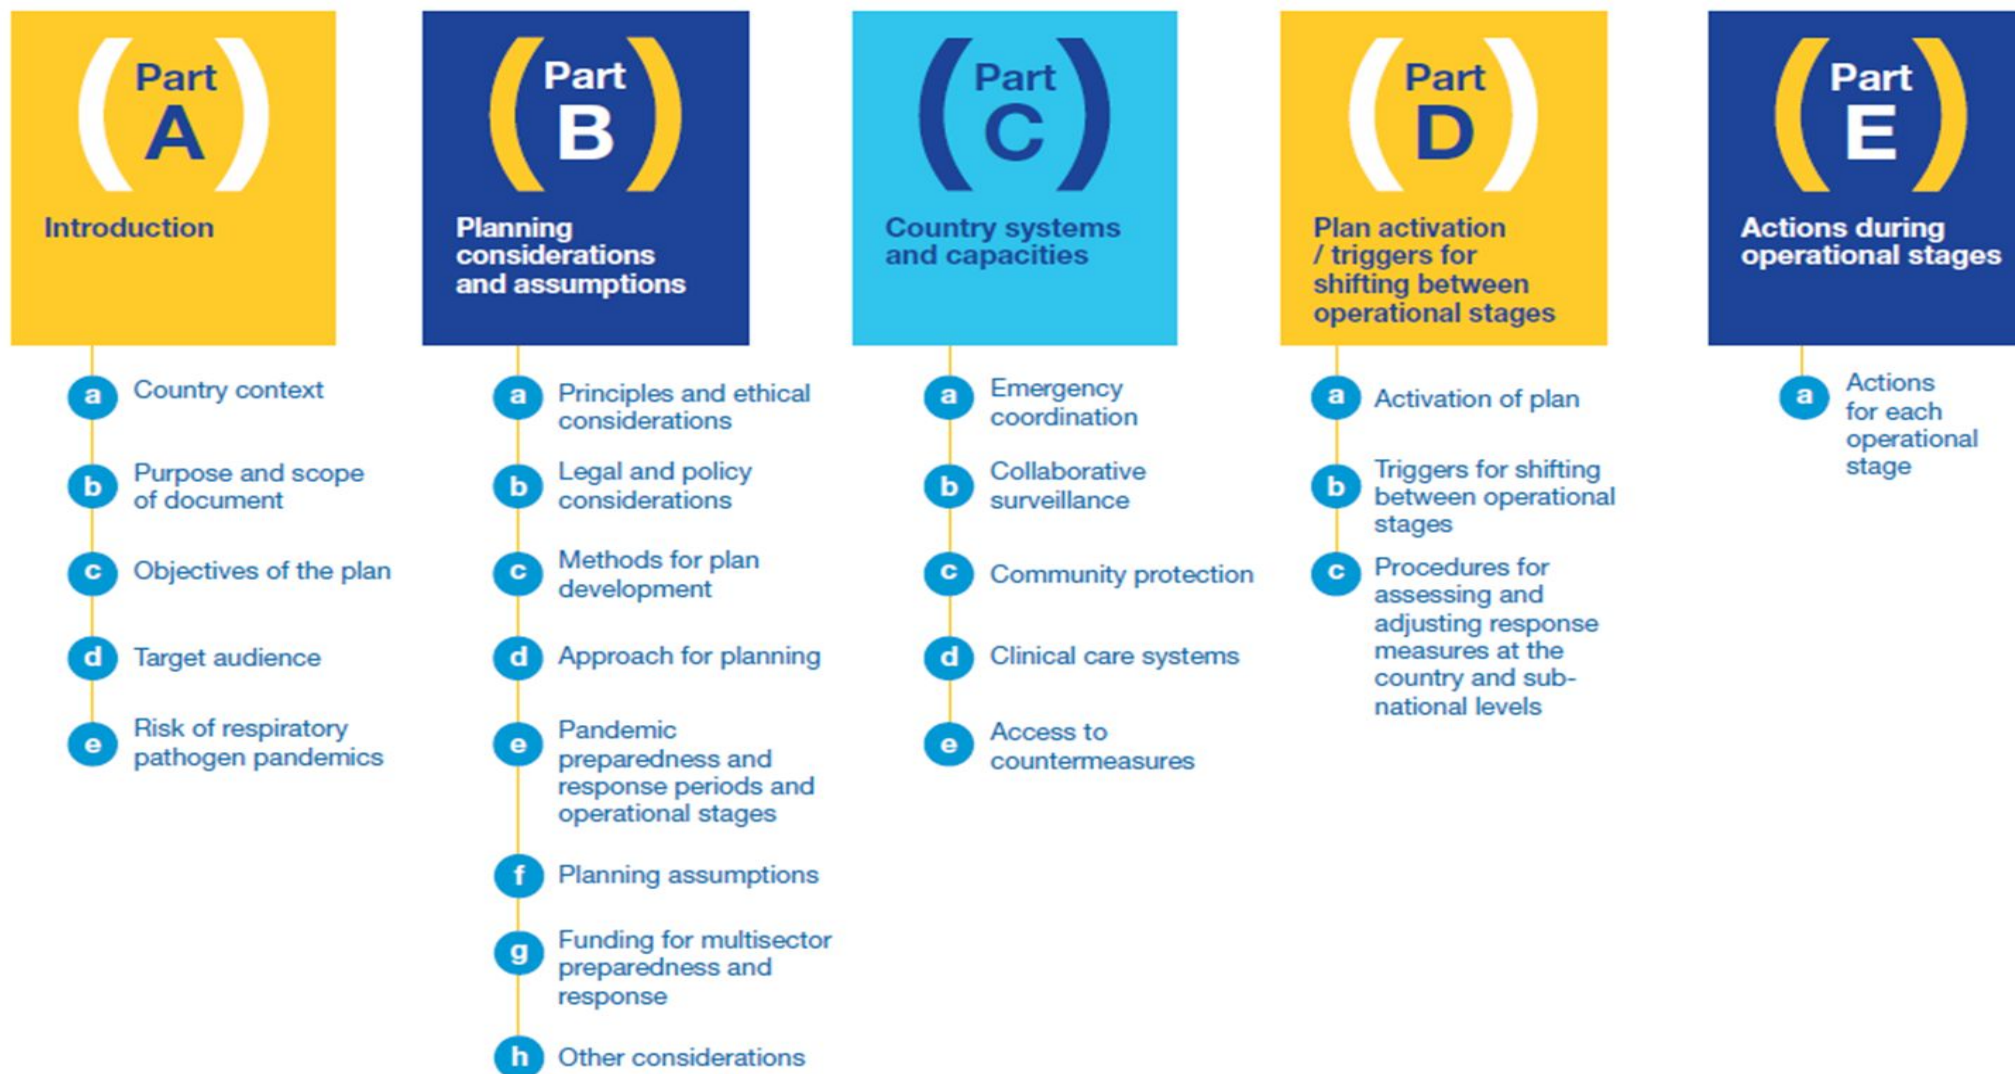 Part
A
Introduction
a
Country context
b
Purpose and scope
of document
c
Objectives of the plan
d
Target audience
e
Risk of respiratory
pathogen pandemics
Part
B
Planning
considerations
and assumptions
a
Principles and ethical
considerations
b
Legal and policy
considerations
c
Methods for plan
development
d
Approach for planning
e
Pandemic
preparedness and
response periods and
operational stages
f
Planning assumptions
g
Funding for multisector
preparedness and
response
h
Other considerations
Part
C
Country systems
and capacities
a
Emergency
coordination
b
Collaborative
surveillance
c
Community protection
d
Clinical care systems
e
Access to
countermeasures
Part
D
Plan activation
/ triggers for
shifting between
operational stages
a
Activation of plan
b
Triggers for shifting
between operational
stages
c
Procedures for
assessing and
adjusting response
measures at the
country and sub-
national levels
Part
E
Actions during
operational stages
a
Actions
for each
operational
stage